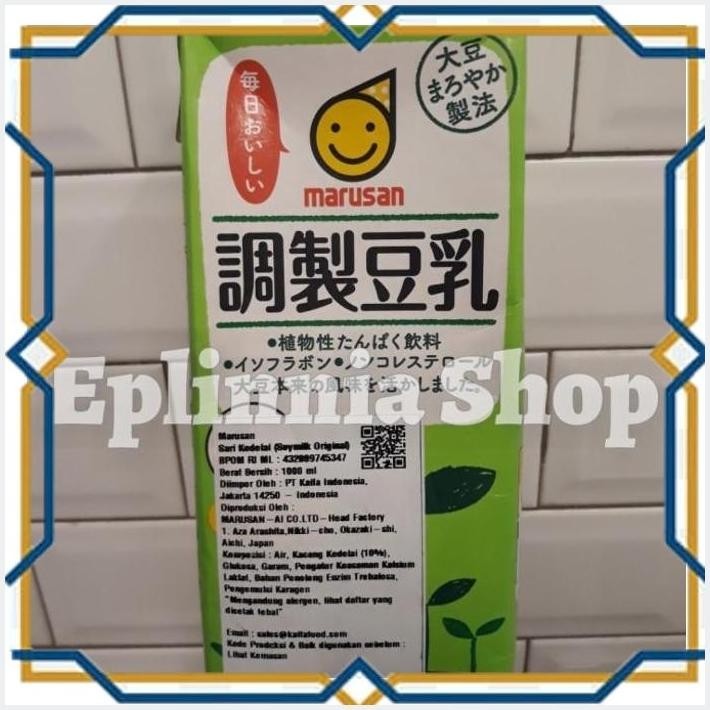 毎日おいしい
大豆
まろやか
製法
marusan
調製豆乳
●植物性たんぱく飲料
●イソフラボン●ノンコレステロール
大豆本来の風味を活かしました。
Eplinnia Shop
Marusan
Sari Kedelai (Soymilk Original)
BPOM RI ML : 432809745347
Berat Bersih : 1000 ml
Diimpor Oleh : PT Kaifa Indonesia,
Jakarta 14250 - Indonesia
Diproduksi Oleh :
MARUSAN-AI CO.LTD-Head Factory
1. Aza Arashita,Nikki-cho, Okazaki-shi,
Aichi, Japan
Komposisi : Air, Kacang Kedelai (10%),
Glukosa, Garam, Pengatur Keasaman Kalsium
Laktat, Bahan Penolong Enzim Trehalosa,
Pengemulsi Karagen
"Mengandung alergen, lihat daftar yang
dicetak tebal"
Email : sales@kaifafood.com
Kode Produksi & Baik digunakan sebelum :
Lihat Kemasan